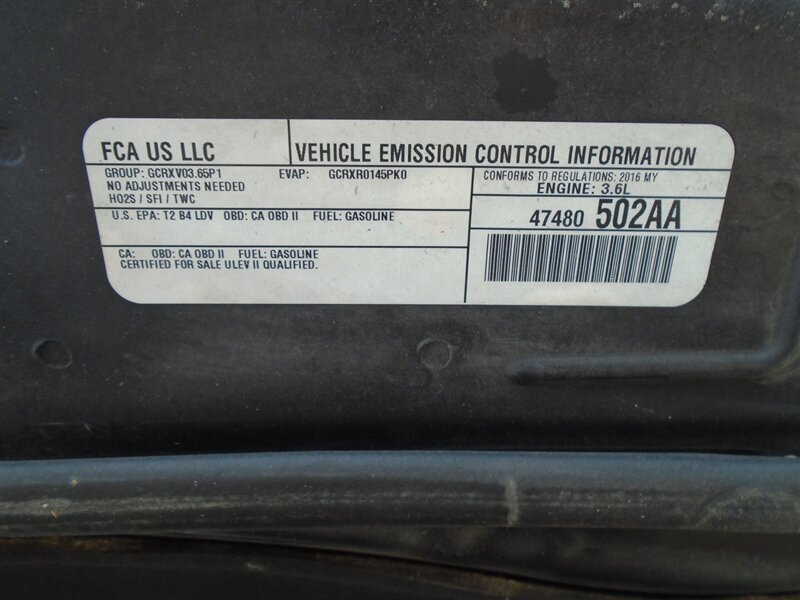 FCA US LLC
VEHICLE EMISSION CONTROL INFORMATION
GROUP: GCRXV03.65P1 EVAP: GCRXR0145PK0
NO ADJUSTMENTS NEEDED
HO2S / SFI / TWC
CONFORMS TO REGULATIONS: 2016 MY
ENGINE: 3.6L
U.S. EPA: T2 B4 LDV OBD: CA OBD II FUEL: GASOLINE
47480 502AA
CA: OBD: CA OBD II FUEL: GASOLINE
CERTIFIED FOR SALE ULEV II QUALIFIED.